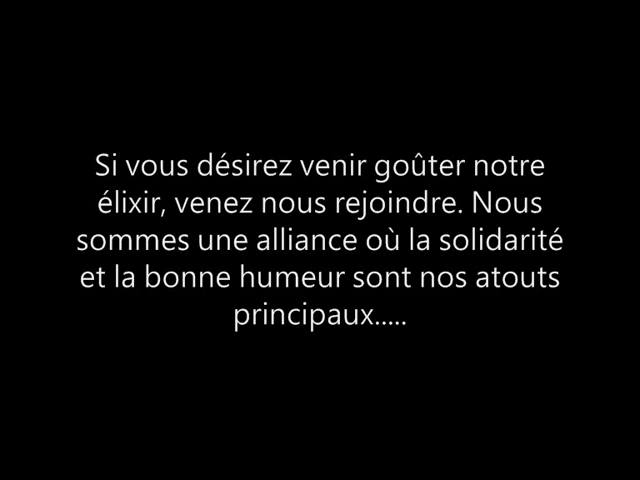 Si vous désirez venir goûter notre
élixir, venez nous rejoindre. Nous
sommes une alliance où la solidarité
et la bonne humeur sont nos atouts
principaux.....